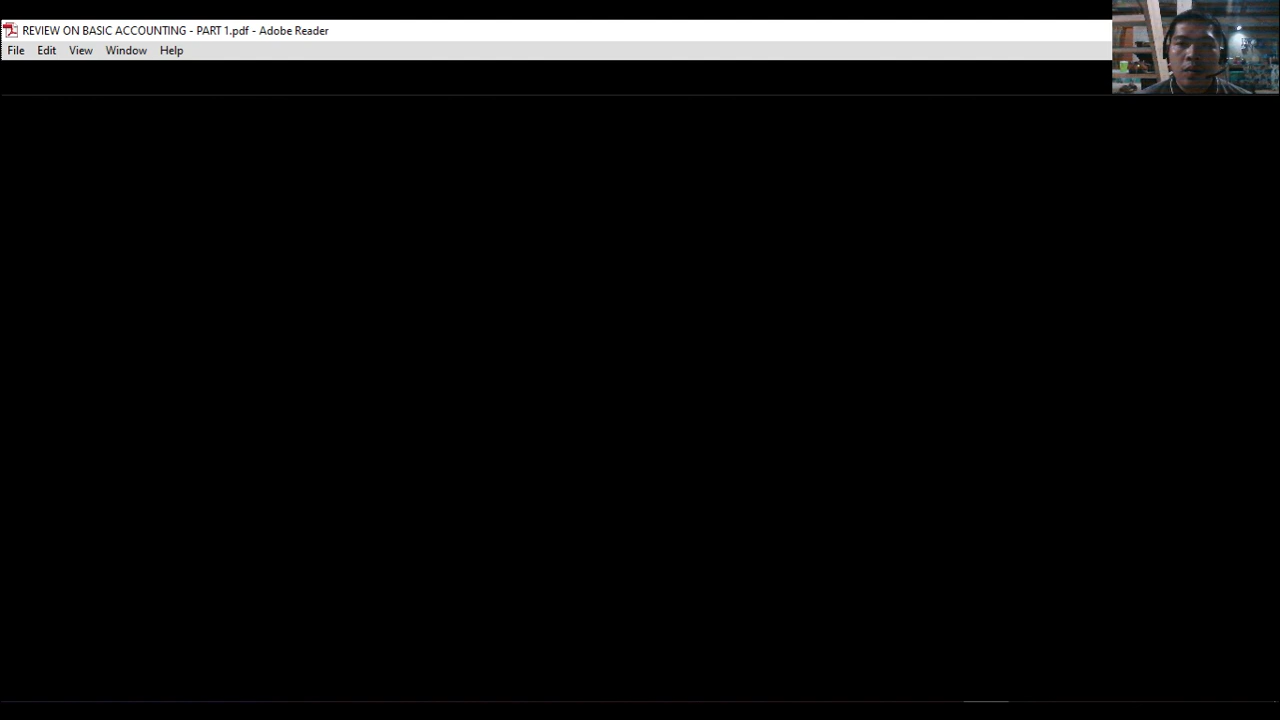 REVIEW ON BASIC ACCOUNTING - PART 1.pdf - Adobe Reader
File Edit View Window Help